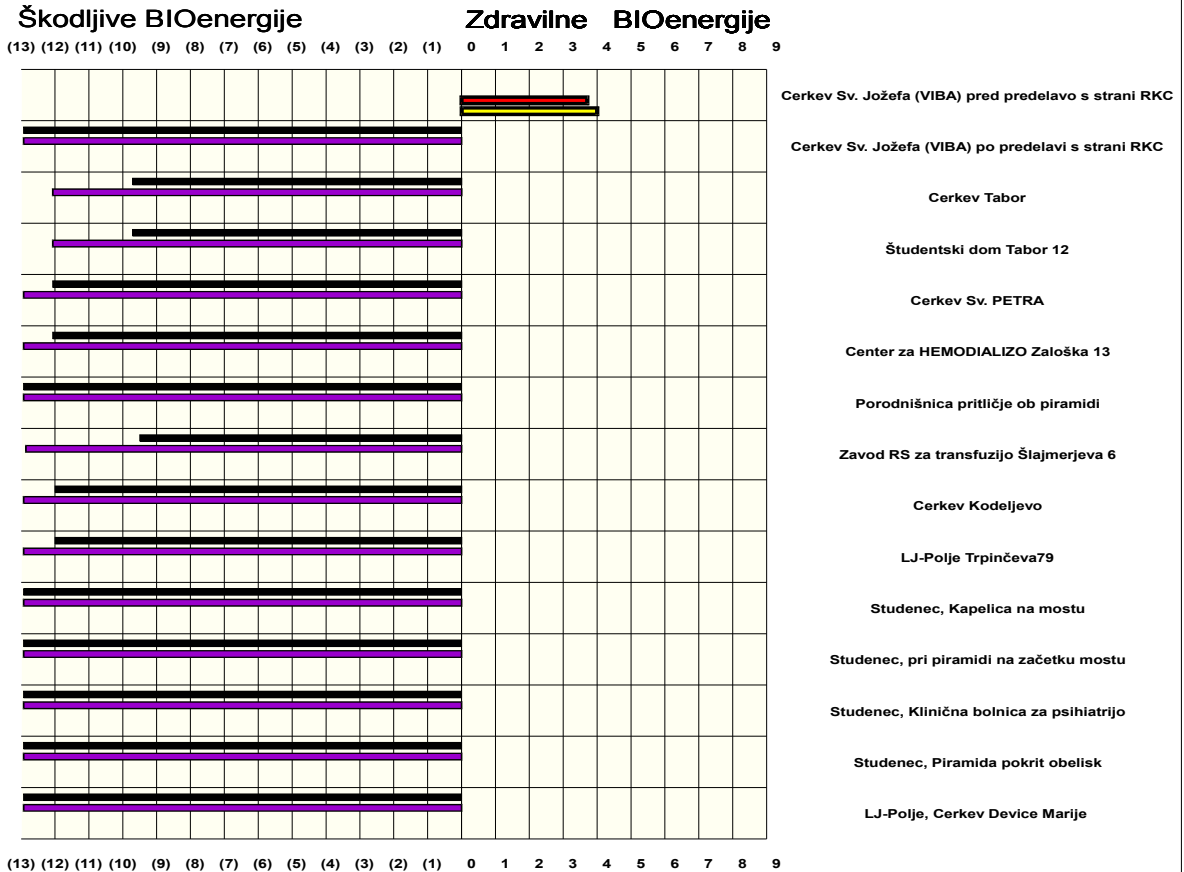 Škodljive BIOenergije Zdravilne BIOenergije
(13) (12) (11) (10) (9) (8) (7) (6) (5) (4) (3) (2) (1) 0 1 2 3 4 5 6 7 8 9
Cerkev Sv. Jožefa (VIBA) pred predelavo s strani RKC
Cerkev Sv. Jožefa (VIBA) po predelavi s strani RKC
Cerkev Tabor
Študentski dom Tabor 12
Cerkev Sv. PETRA
Center za HEMODIALIZO Zaloška 13
Porodnišnica pritličje ob piramidi
Zavod RS za transfuzijo Šlajmerjeva 6
Cerkev Kodeljevo
LJ-Polje Trpinčeva79
Studenec, Kapelica na mostu
Studenec, pri piramidi na začetku mostu
Studenec, Klinična bolnica za psihiatrijo
Studenec, Piramida pokrit obelisk
LJ-Polje, Cerkev Device Marije
(13) (12) (11) (10) (9) (8) (7) (6) (5) (4) (3) (2) (1) 0 1 2 3 4 5 6 7 8 9